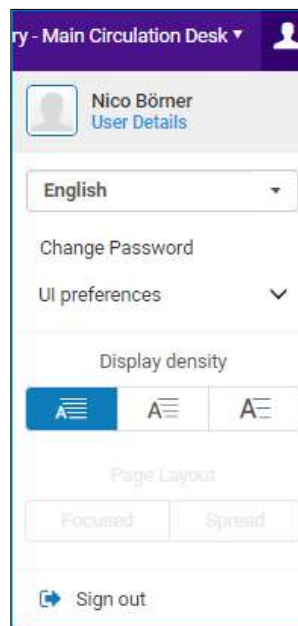 ry - Main Circulation Desk
Nico Börner
User Details
English
Change Password
UI preferences
Display density
A A A
Page Layout
Focused Spread
Sign out